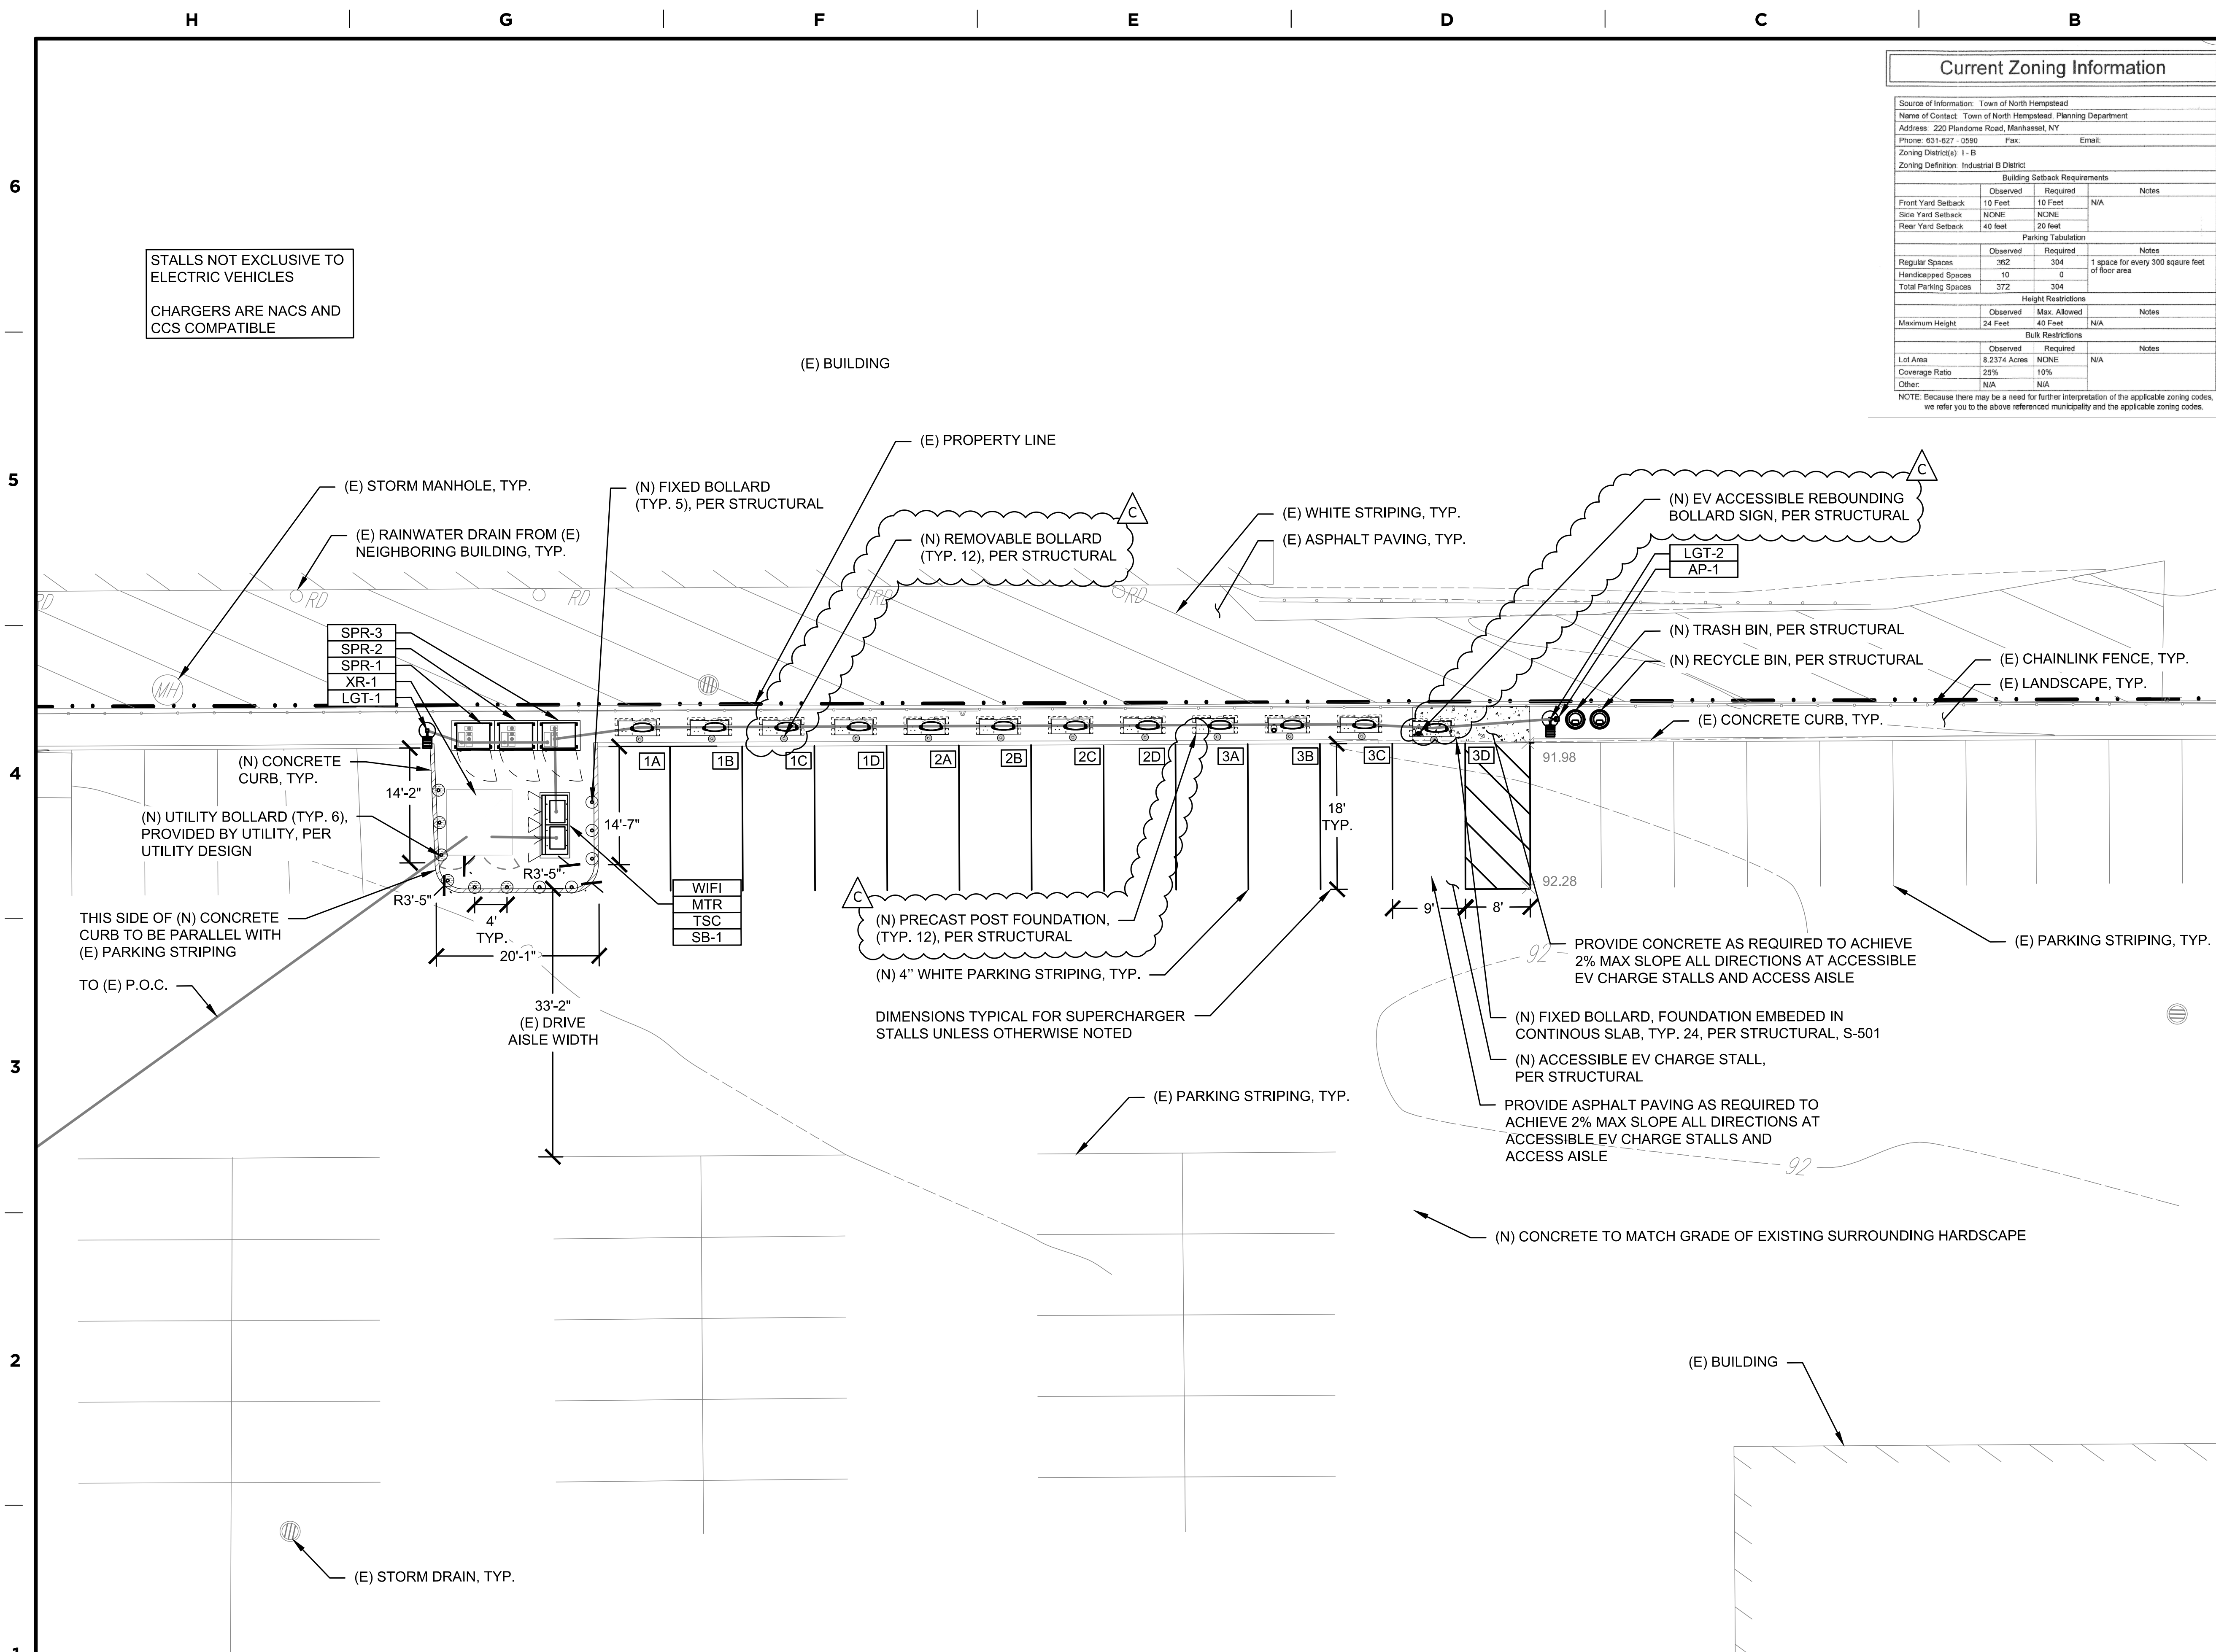 H G F E D C B
Current Zoning Information
Source of Information: Town of North Hempstead
Name of Contact: Town of North Hempstead, Planning Department
Address: 220 Plandome Road, Manhasset, NY
Phone: 631-627 - 0590 Fax: Email:
Zoning District(s): I - B
Zoning Definition: Industrial B District
Building Setback Requirements
Observed Required Notes
Front Yard Setback 10 Feet 10 Feet N/A
Side Yard Setback NONE NONE
Rear Yard Setback 40 feet 20 feet
Parking Tabulation
Observed Required Notes
Regular Spaces 362 304 1 space for every 300 sqaure feet
of floor area
Handicapped Spaces 10 0
Total Parking Spaces 372 304
Height Restrictions
Observed Max. Allowed Notes
Maximum Height 24 Feet 40 Feet N/A
Bulk Restrictions
Observed Required Notes
Lot Area 8.2374 Acres NONE N/A
Coverage Ratio 25% 10%
Other: N/A N/A
NOTE: Because there may be a need for further interpretation of the applicable zoning codes,
we refer you to the above referenced municipality and the applicable zoning codes.
6
STALLS NOT EXCLUSIVE TO
ELECTRIC VEHICLES
CHARGERS ARE NACS AND
CCS COMPATIBLE
(E) BUILDING
5
(E) PROPERTY LINE
(E) STORM MANHOLE, TYP.
(E) RAINWATER DRAIN FROM (E)
NEIGHBORING BUILDING, TYP.
(N) FIXED BOLLARD
(TYP. 5), PER STRUCTURAL
C
(N) REMOVABLE BOLLARD
(TYP. 12), PER STRUCTURAL
(E) WHITE STRIPING, TYP.
(E) ASPHALT PAVING, TYP.
C
(N) EV ACCESSIBLE REBOUNDING
BOLLARD SIGN, PER STRUCTURAL
LGT-2
AP-1
RD RD RD RD RD
MH
SPR-3
SPR-2
SPR-1
XR-1
LGT-1
(N) TRASH BIN, PER STRUCTURAL
(N) RECYCLE BIN, PER STRUCTURAL
(E) CHAINLINK FENCE, TYP.
(E) LANDSCAPE, TYP.
(E) CONCRETE CURB, TYP.
4
1A 1B 1C 1D 2A 2B 2C 2D 3A 3B 3C 3D
91.98
(N) CONCRETE
CURB, TYP.
14'-2"
(N) UTILITY BOLLARD (TYP. 6),
PROVIDED BY UTILITY, PER
UTILITY DESIGN
14'-7"
18'
TYP.
R3'-5"
R3'-5"
92.28
WIFI
MTR
TSC
SB-1
4'
TYP.
20'-1"
9' 8'
THIS SIDE OF (N) CONCRETE
CURB TO BE PARALLEL WITH
(E) PARKING STRIPING
TO (E) P.O.C.
C
(N) PRECAST POST FOUNDATION,
(TYP. 12), PER STRUCTURAL
(N) 4" WHITE PARKING STRIPING, TYP.
DIMENSIONS TYPICAL FOR SUPERCHARGER
STALLS UNLESS OTHERWISE NOTED
92
PROVIDE CONCRETE AS REQUIRED TO ACHIEVE
2% MAX SLOPE ALL DIRECTIONS AT ACCESSIBLE
EV CHARGE STALLS AND ACCESS AISLE
(E) PARKING STRIPING, TYP.
33'-2"
(E) DRIVE
AISLE WIDTH
(N) FIXED BOLLARD, FOUNDATION EMBEDED IN
CONTINOUS SLAB, TYP. 24, PER STRUCTURAL, S-501
3
(N) ACCESSIBLE EV CHARGE STALL,
PER STRUCTURAL
(E) PARKING STRIPING, TYP.
PROVIDE ASPHALT PAVING AS REQUIRED TO
ACHIEVE 2% MAX SLOPE ALL DIRECTIONS AT
ACCESSIBLE EV CHARGE STALLS AND
ACCESS AISLE
92
(N) CONCRETE TO MATCH GRADE OF EXISTING SURROUNDING HARDSCAPE
2
(E) BUILDING
(E) STORM DRAIN, TYP.